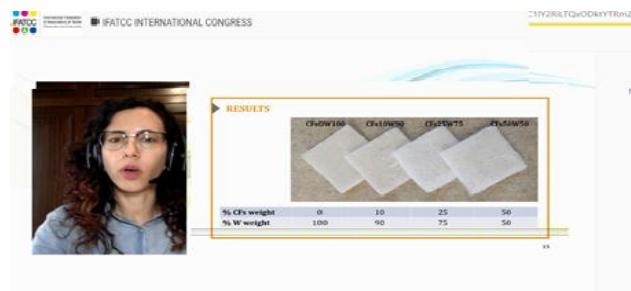 IFATCC INTERNATIONAL CONGRESS
IFATCC
RESULTS
CFs0W100 CFs10W90 CFs25W75 CFs50W50
% CFs weight 0 10 25 50
% W weight 100 90 75 50